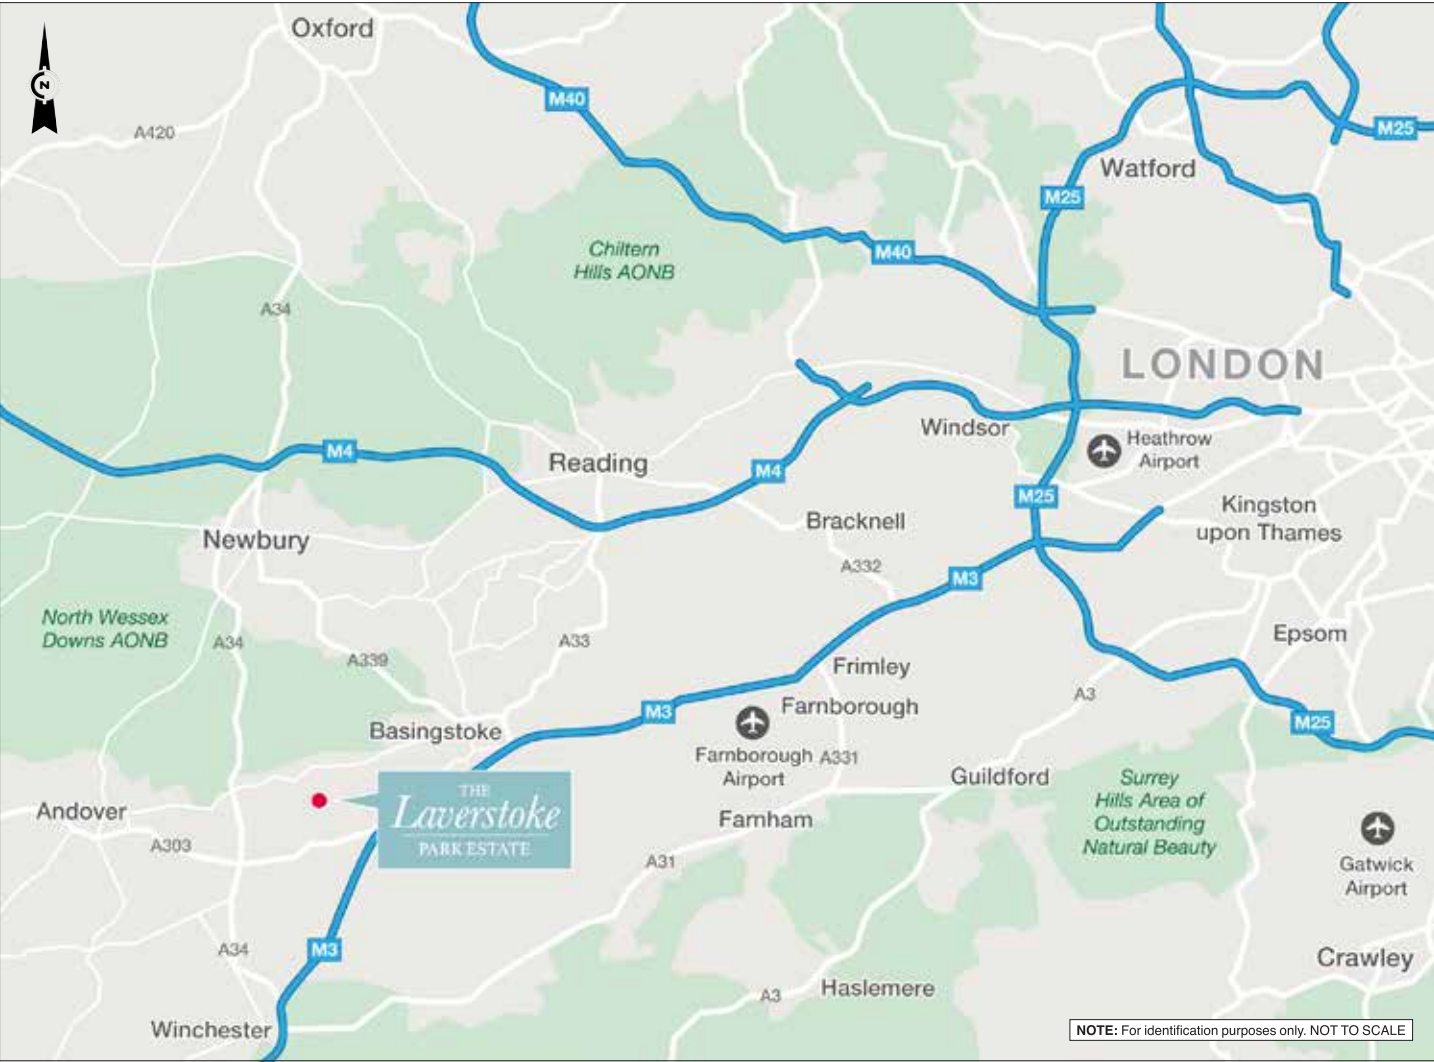 Oxford
N
M40
A420
M25
Watford
M25
Chiltern
Hills AONB
M40
A34
LONDON
Windsor
Heathrow
Airport
M4
Reading
M4
M25
Kingston
upon Thames
Bracknell
Newbury
A332
M3
North Wessex
Downs AONB
A34
A339
A33
Epsom
Frimley
A3
M3
Farnborough
Basingstoke
M25
Farnborough
Airport
A331
Guildford
Surrey
Hills Area of
Outstanding
Natural Beauty
THE
Laverstoke
PARK ESTATE
Andover
Farnham
A303
A31
Gatwick
Airport
A34
M3
Crawley
A3
Haslemere
Winchester
NOTE: For identification purposes only. NOT TO SCALE